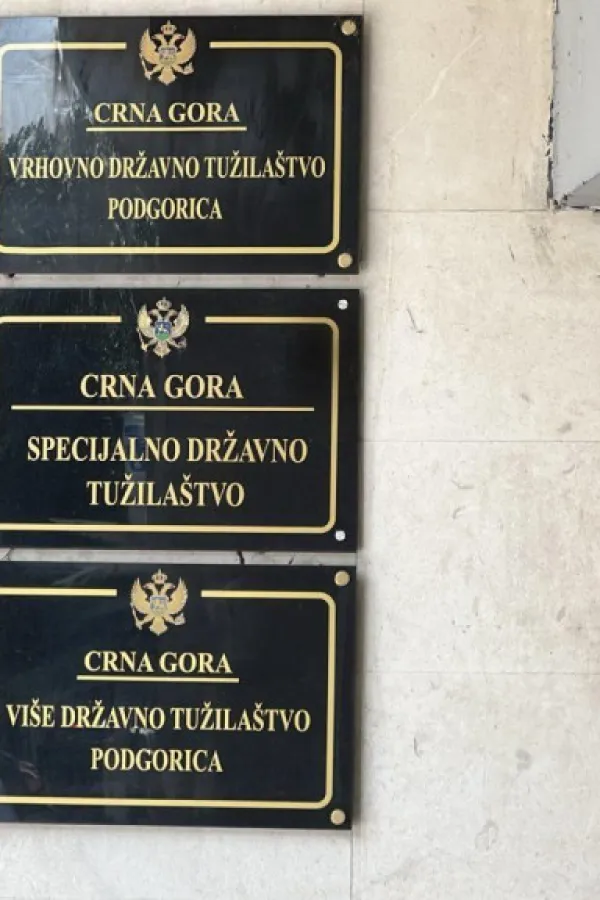 CRNA GORA
VRHOVNO DRŽAVNO TUŽILAŠTVO
PODGORICA
CRNA GORA
SPECIJALNO DRŽAVNO
TUŽILAŠTVO
CRNA GORA
VIŠE DRŽAVNO TUŽILAŠTVO
PODGORICA